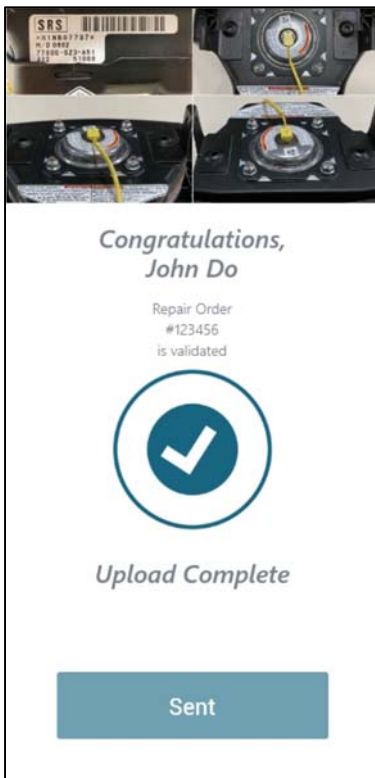 SRS
Congratulations,
John Do
Repair Order
#123456
is validated
Upload Complete
Sent